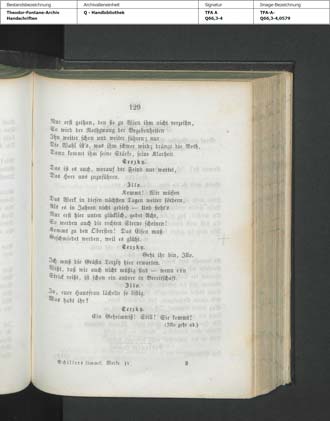 Bestandsbezeichnung
Theodor-Fontane-Archiv
Handschriften
Archivalieneinheit
Q - Handbibliothek
Signatur
TFA A
Q66,3-4
Image-Bezeichnung
TFA-A-
Q66,3-4,0579
129
Nur erst gethan, den sie zu Wien ihm nicht verzeihn,
So wird der Nothzwang der Begebenheiten
Ihn weiter schon und weiter führen; nur
Die Wahl ist's, was ihm schwer wird; drängt die Noth,
Dann kommt ihm seine Stärke, seine Klarheit.
Terzky.
Das ist es auch, worauf der Feind nur wartet,
Das Heer uns zuzuführen.
Illo.
Kommt! Wir müssen
Das Werk in diesen nächsten Tagen weiter fördern,
Als es in Jahren nicht gedieh — Und steht's
Nur erst hier unten glücklich, gebet Acht,
So werden auch die rechten Sterne scheinen!
Kommt zu den Obersten! Das Eisen muß
Geschmiedet werden, weil es glüht.
Terzky.
Geht ihr hin, Illo.
Ich muß die Gräfin Terzky hier erwarten.
Wißt, daß wir auch nicht müßig sind — wenn ein
Strick reißt, ist schon ein andrer in Bereitschaft.
Illo.
Ja, eure Hausfrau lächelte so listig.
Was habt ihr?
Terzky.
Ein Geheimniß! Still! Sie kommt!
(Illo geht ab.)
Schillers sämmtl. Werke. IV. 9